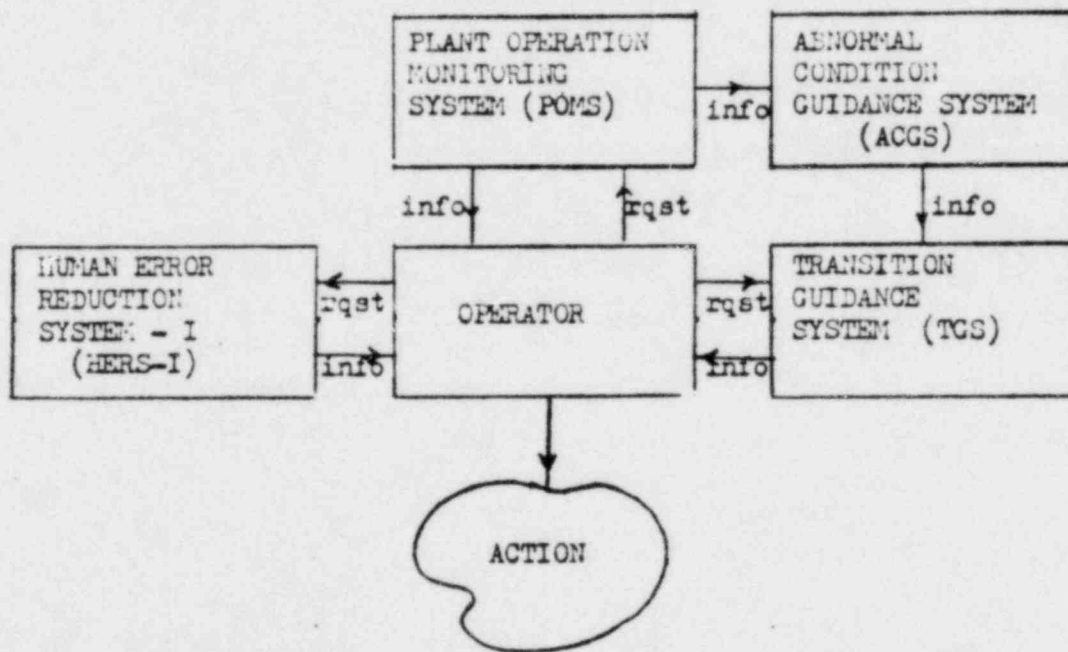 PLANT OPERATION
MONITORING
SYSTEM (POMS)
info
ABNORMAL
CONDITION
GUIDANCE SYSTEM
(ACGS)
info
rqst
info
HUMAN ERROR
REDUCTION
SYSTEM - I
(HERS-I)
rqst
info
OPERATOR
rqst
info
TRANSITION
GUIDANCE
SYSTEM (TGS)
ACTION